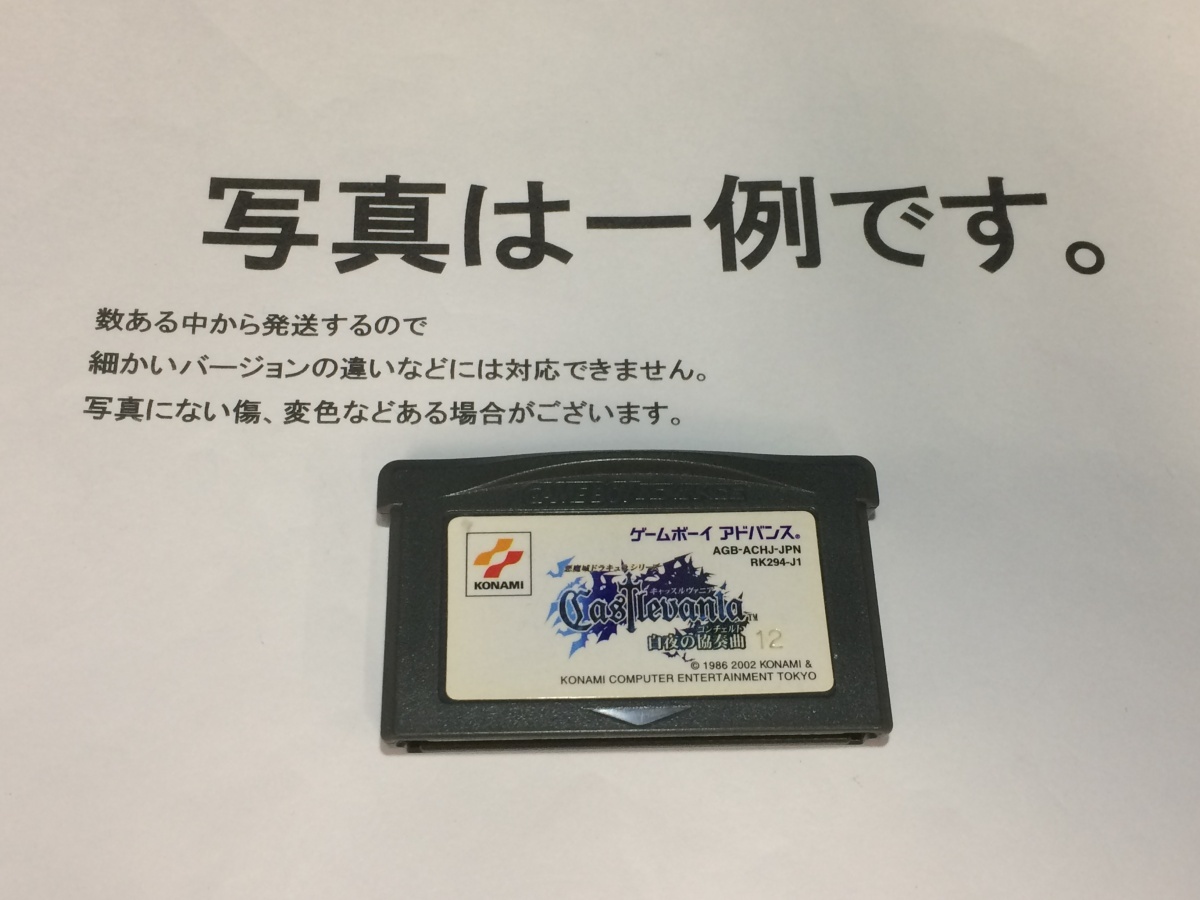 写真は一例です。
数ある中から発送するので
細かいバージョンの違いなどには対応できません。
写真にない傷、変色などある場合がございます。
GAME BOY ADVANCE
KONAMI
ゲームボーイ アドバンス®
AGB-ACHJ-JPN
RK294-J1
悪魔城ドラキュラシリーズ
キャッスルヴァニア
Castlevania™
コンチェルト
白夜の協奏曲 12
© 1986 2002 KONAMI &
KONAMI COMPUTER ENTERTAINMENT TOKYO